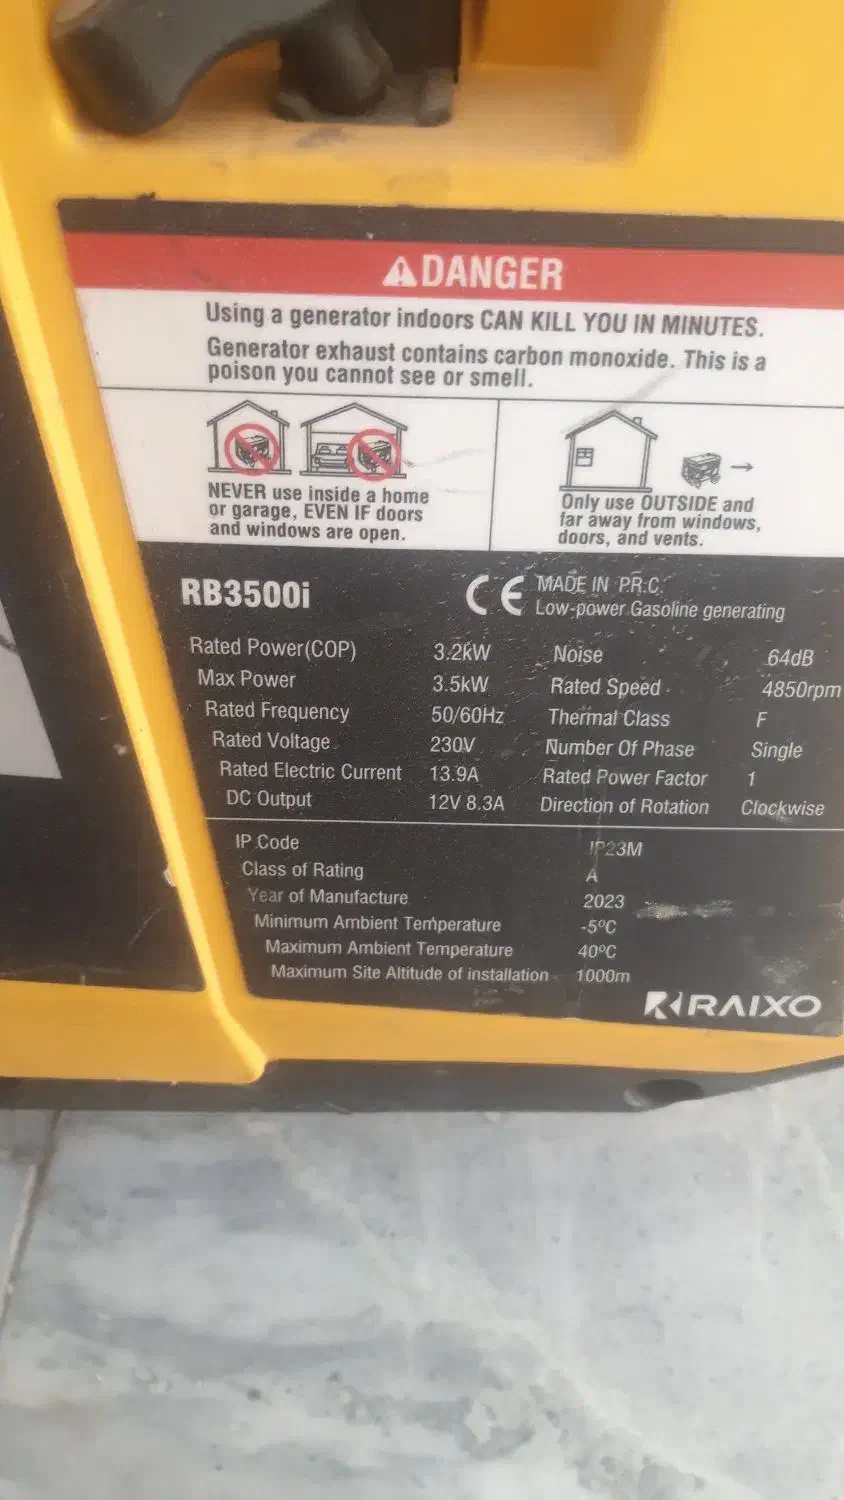 DANGER
Using a generator indoors CAN KILL YOU IN MINUTES.
Generator exhaust contains carbon monoxide. This is a
poison you cannot see or smell.
NEVER use inside a home
or garage, EVEN IF doors
and windows are open.
Only use OUTSIDE and
far away from windows,
doors, and vents.
RB3500i
CE
MADE IN P.R.C
Low-power Gasoline generating
Rated Power(COP) 3.2kW Noise 64dB
Max Power 3.5kW Rated Speed 4850rpm
Rated Frequency 50/60Hz Thermal Class F
Rated Voltage 230V Number Of Phase Single
Rated Electric Current 13.9A Rated Power Factor 1
DC Output 12V 8.3A Direction of Rotation Clockwise
IP Code IP23M
Class of Rating A
Year of Manufacture 2023
Minimum Ambient Temperature -5ºC
Maximum Ambient Temperature 40ºC
Maximum Site Altitude of installation 1000m
RAIXO